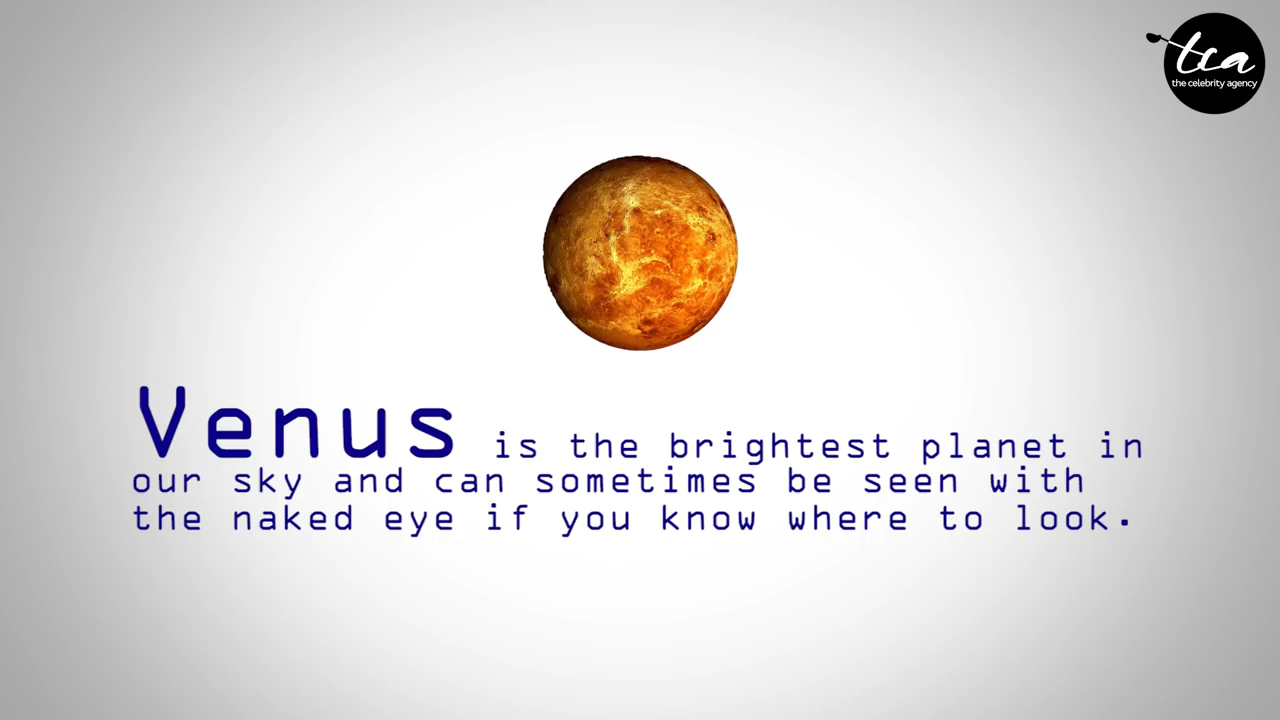 tca
the celebrity agency
Venus is the brightest planet in
our sky and can sometimes be seen with
the naked eye if you know where to look.